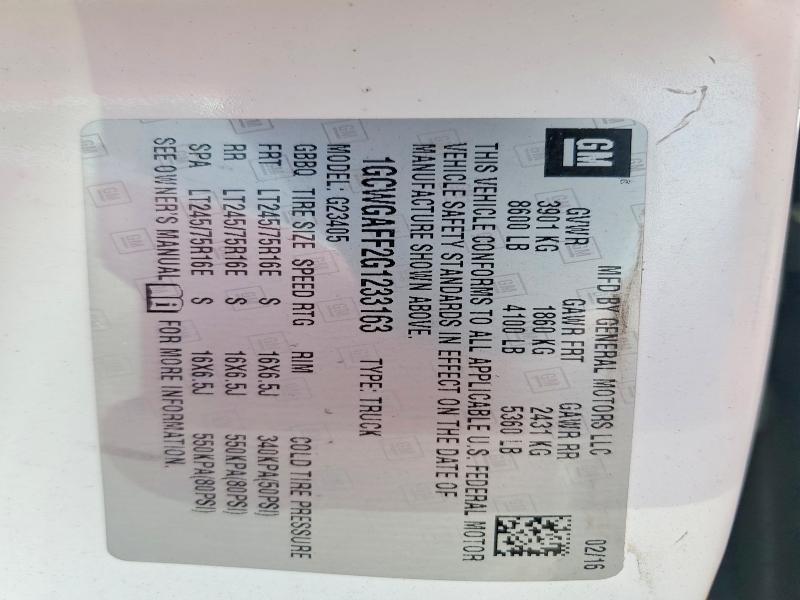 GM
MFD BY GENERAL MOTORS LLC 02/16
GVWR GAWR FRT GAWR RR
3901 KG 1860 KG 2431 KG
8600 LB 4100 LB 5360 LB
THIS VEHICLE CONFORMS TO ALL APPLICABLE U.S. FEDERAL MOTOR
VEHICLE SAFETY STANDARDS IN EFFECT ON THE DATE OF
MANUFACTURE SHOWN ABOVE.
1GCWGAFF2G1233163 TYPE: TRUCK
MODEL: G23405
GBBQ TIRE SIZE SPEED RTG RIM COLD TIRE PRESSURE
FRT LT245/75R16E S 16X6.5J 340KPA(50PSI)
RR LT245/75R16E S 16X6.5J 550KPA(80PSI)
SPA LT245/75R16E S 16X6.5J 550KPA(80PSI)
SEE OWNER'S MANUAL FOR MORE INFORMATION.